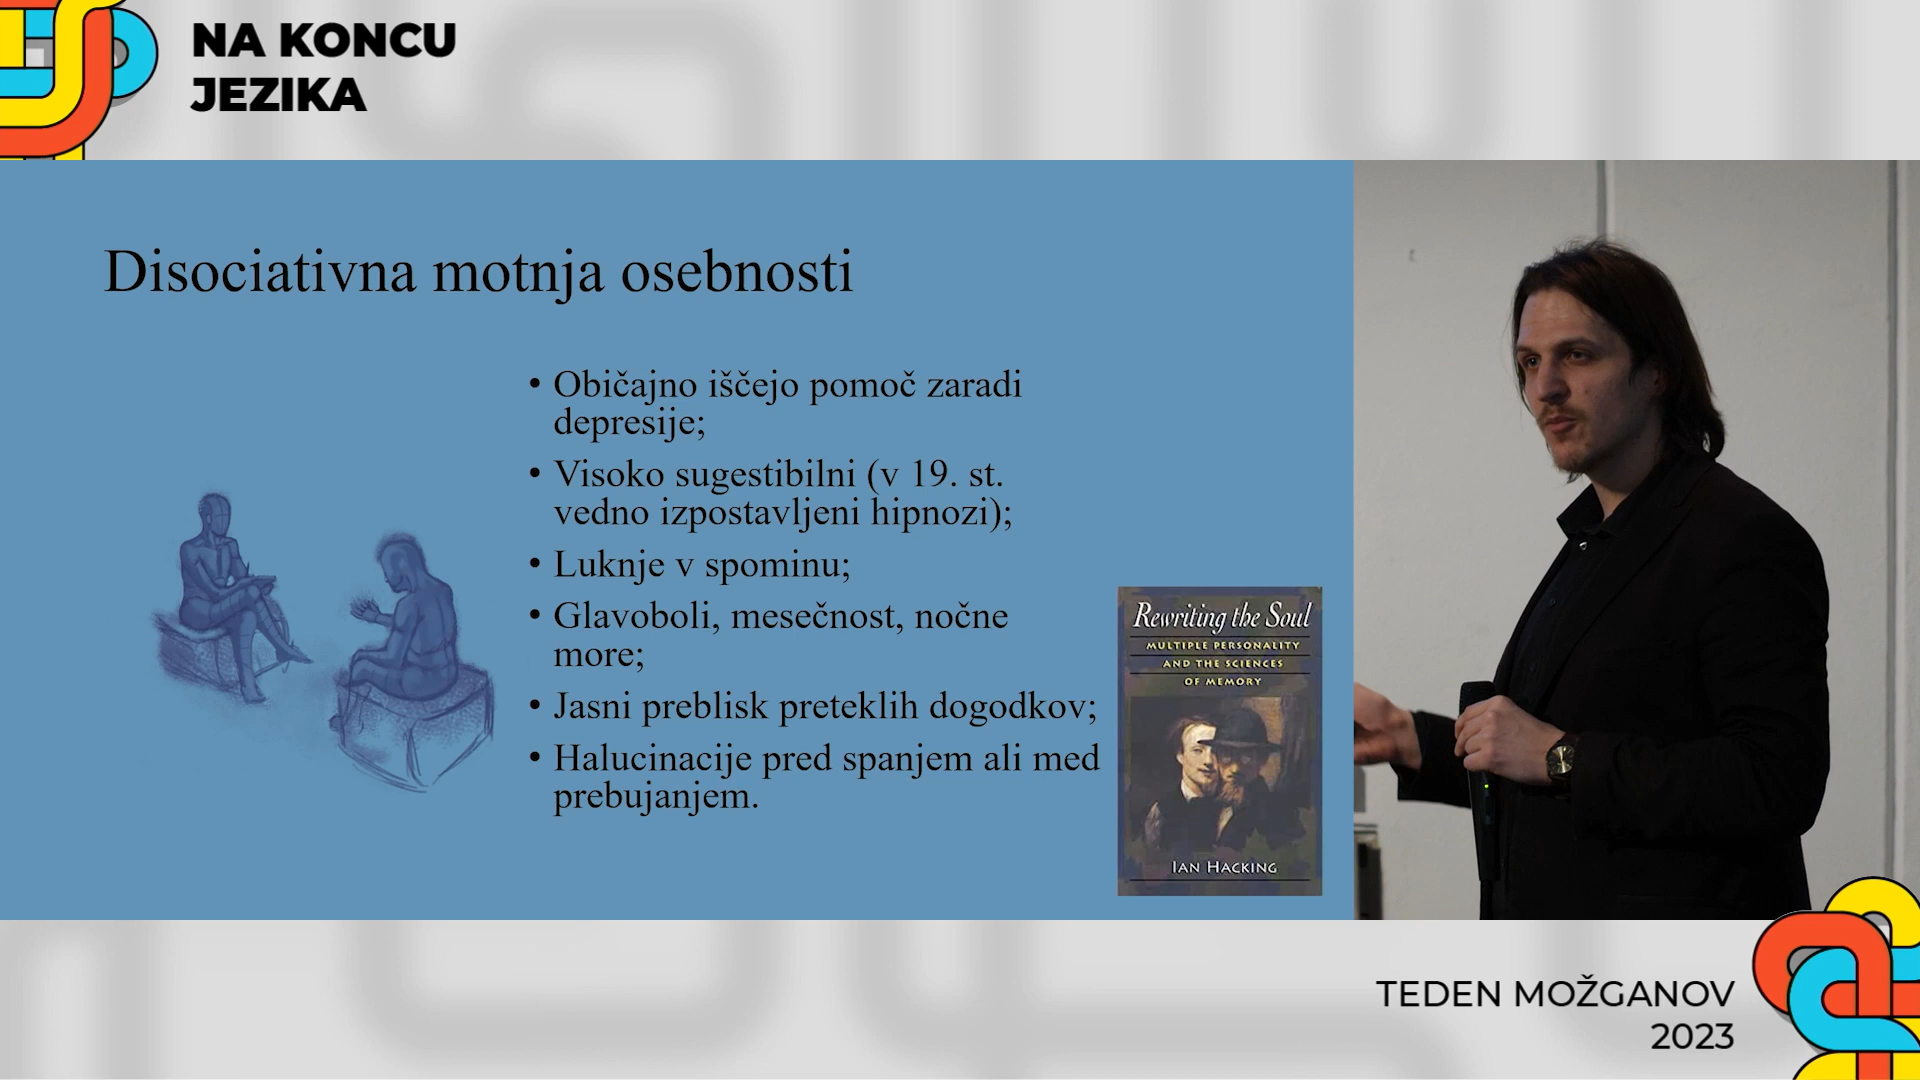 NA KONCU
JEZIKA
Disociativna motnja osebnosti
• Običajno iščejo pomoč zaradi
depresije;
• Visoko sugestibilni (v 19. st.
vedno izpostavljeni hipnozi);
• Luknje v spominu;
• Glavoboli, mesečnost, nočne
more;
• Jasni preblisk preteklih dogodkov;
• Halucinacije pred spanjem ali med
prebujanjem.
Rewriting the Soul
MULTIPLE PERSONALITY
AND THE SCIENCES
OF MEMORY
IAN HACKING
TEDEN MOŽGANOV
2023